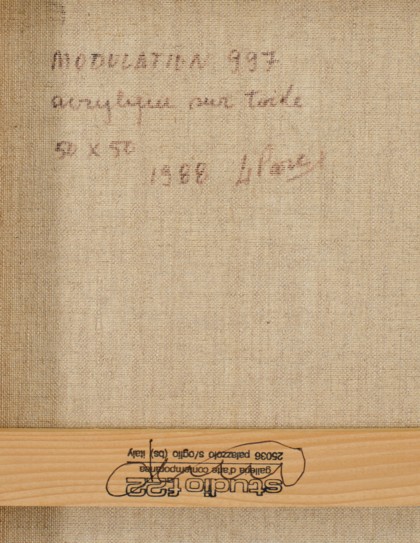 MODULATION 997
acrylique sur toile
50 x 50
1988
studio f.22
galleria d'arte contemporanea
25036 palazzolo s/oglio (bs) italy